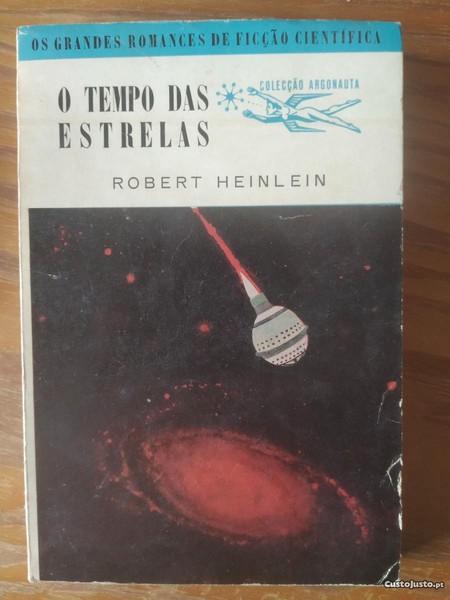 OS GRANDES ROMANCES DE FICÇÃO CIENTÍFICA
COLECÇÃO ARGONAUTA
O TEMPO DAS
ESTRELAS
ROBERT HEINLEIN
CustoJusto.pt